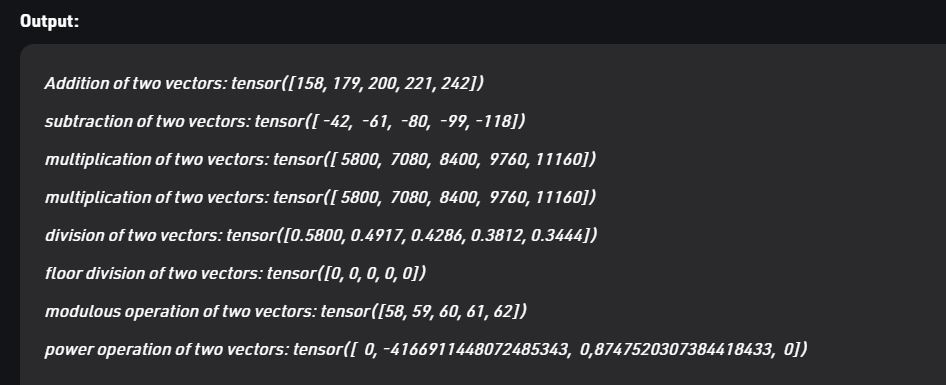 Output:
Addition of two vectors: tensor([158, 179, 200, 221, 242])
subtraction of two vectors: tensor([ -42,  -61,  -80,  -99, -118])
multiplication of two vectors: tensor([ 5800,  7080,  8400,  9760, 11160])
multiplication of two vectors: tensor([ 5800,  7080,  8400,  9760, 11160])
division of two vectors: tensor([0.5800, 0.4917, 0.4286, 0.3812, 0.3444])
floor division of two vectors: tensor([0, 0, 0, 0, 0])
modulous operation of two vectors: tensor([58, 59, 60, 61, 62])
power operation of two vectors: tensor([  0, -4166911448072485343,  0,8747520307384418433,  0])